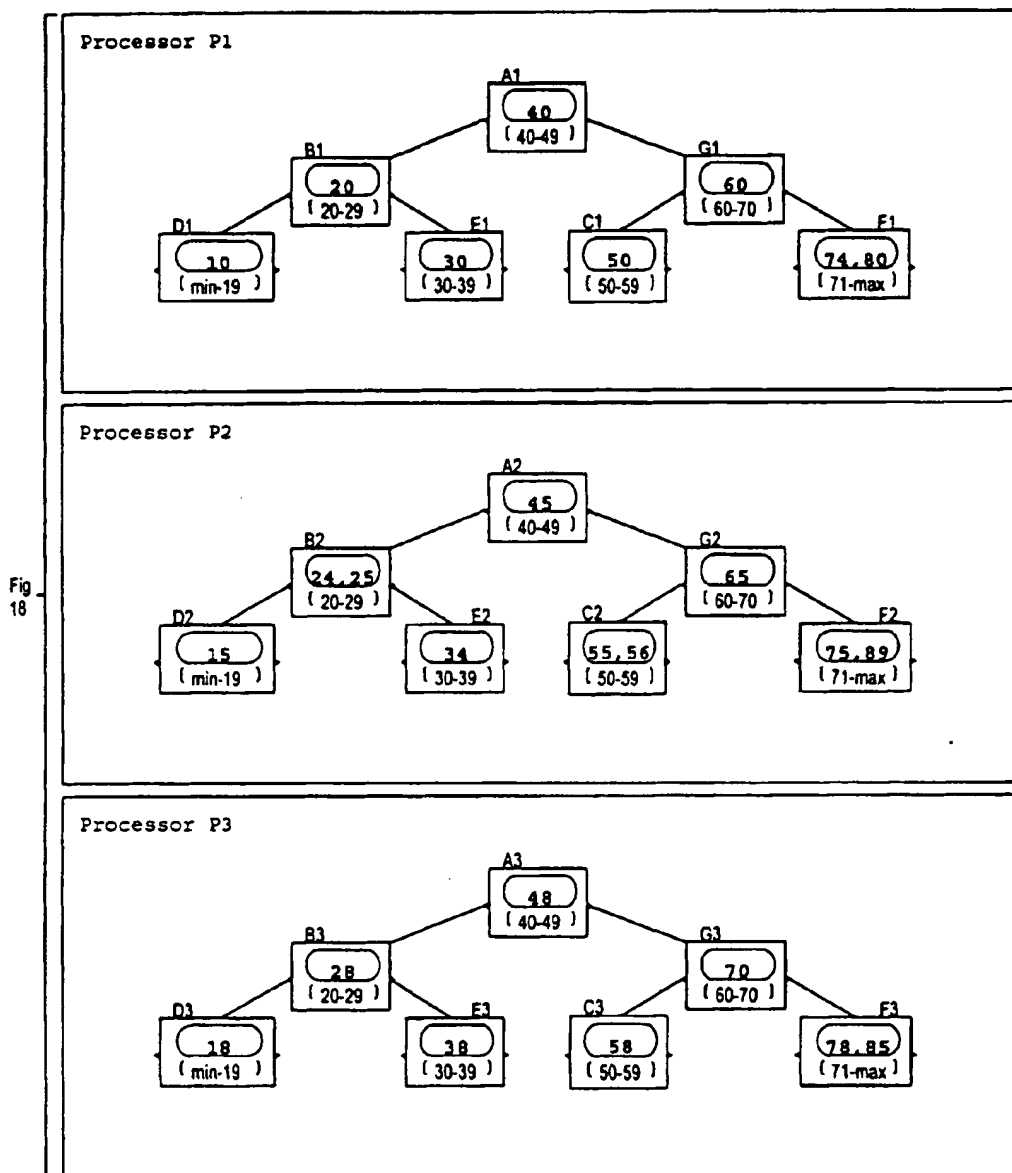 Processor P1
A1
40
( 40-49 )
B1
20
( 20-29 )
G1
60
( 60-70 )
D1
10
( min-19 )
E1
30
( 30-39 )
C1
50
( 50-59 )
F1
74,80
( 71-max )
Fig
18
Processor P2
A2
45
( 40-49 )
B2
24,25
( 20-29 )
G2
65
( 60-70 )
D2
15
( min-19 )
E2
34
( 30-39 )
C2
55,56
( 50-59 )
F2
75,89
( 71-max )
Processor P3
A3
48
( 40-49 )
B3
28
( 20-29 )
G3
70
( 60-70 )
D3
18
( min-19 )
E3
38
( 30-39 )
C3
58
( 50-59 )
F3
78,85
( 71-max )